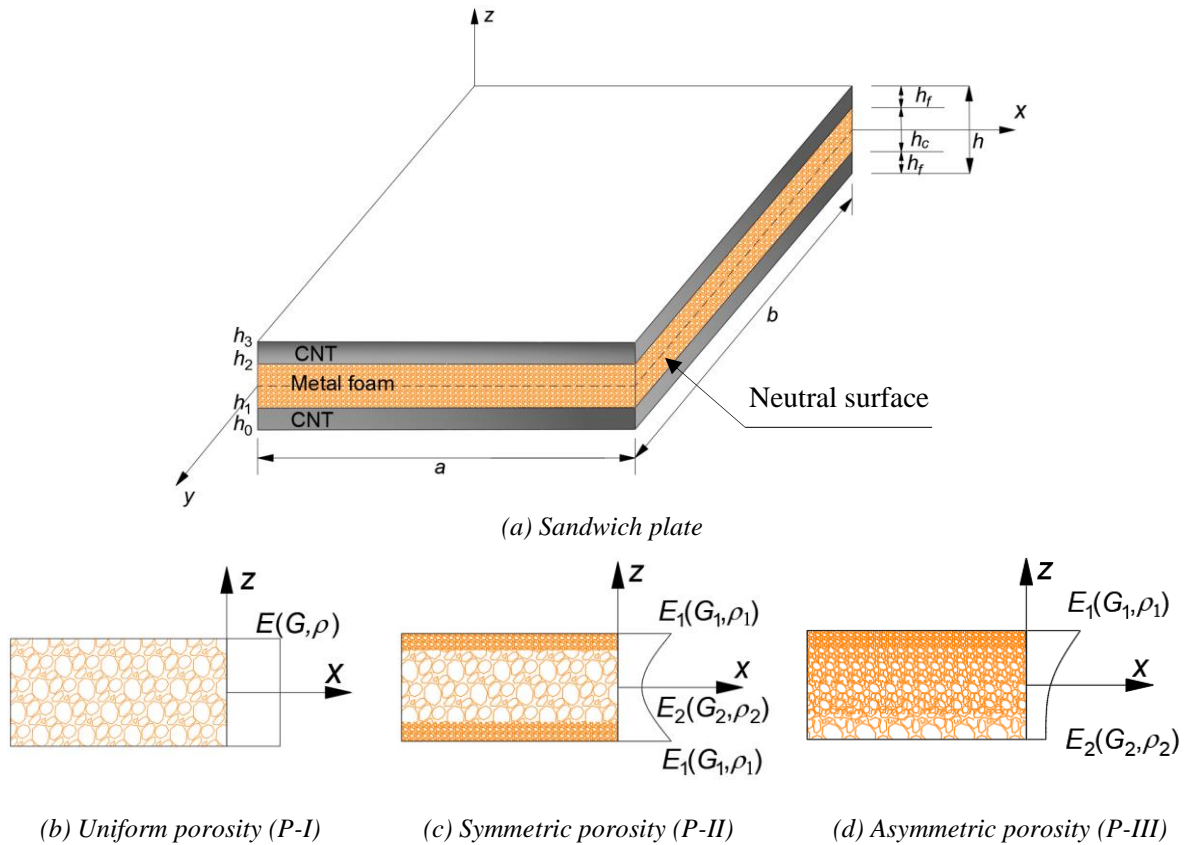 z
h_f
x
h_c
h
h_f
b
h_3
CNT
h_2
Metal foam
Neutral surface
h_1
CNT
h_0
a
y
(a) Sandwich plate
z
E(G,ρ)
x
z
E_1(G_1,ρ_1)
x
E_2(G_2,ρ_2)
E_1(G_1,ρ_1)
z
E_1(G_1,ρ_1)
x
E_2(G_2,ρ_2)
(b) Uniform porosity (P-I)
(c) Symmetric porosity (P-II)
(d) Asymmetric porosity (P-III)